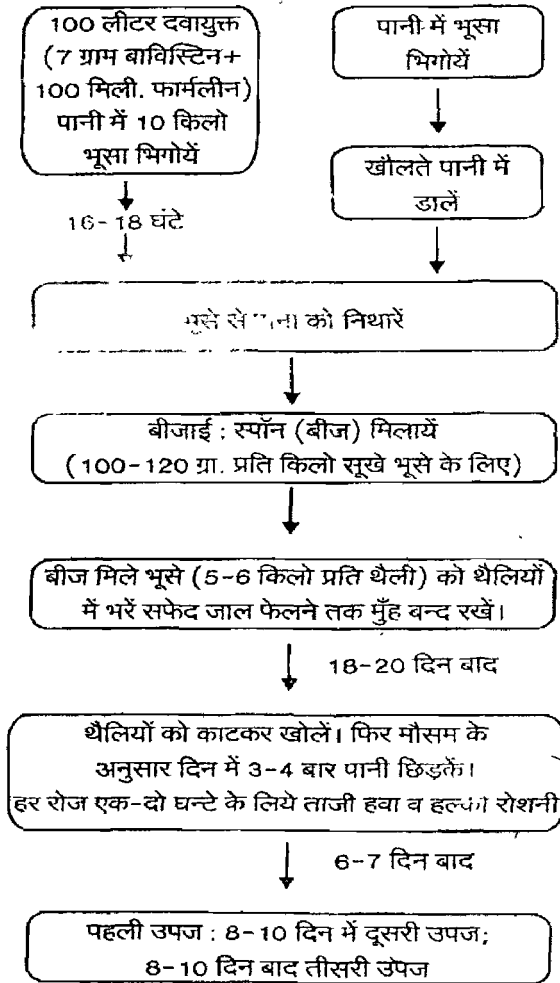 100 लीटर दवायुक्त
(7 ग्राम बाविस्टिन+
100 मिली. फार्मलीन)
पानी में 10 किलो
भूसा भिगोयें
16-18 घंटे
पानी में भूसा
भिगोयें
खौलते पानी में
डालें
भूसे से को निथारें
बीजाई : स्पॉन (बीज) मिलायें
(100-120 ग्रा. प्रति किलो सूखे भूसे के लिए)
बीज मिले भूसे (5-6 किलो प्रति थैली) को थैलियों
में भरें सफेद जाल फेलने तक मुँह बन्द रखें।
18-20 दिन बाद
थैलियों को काटकर खोलें। फिर मौसम के
अनुसार दिन में 3-4 बार पानी छिड़कें।
हर रोज एक-दो घन्टे के लिये ताजी हवा व हल्की रोशनी
6-7 दिन बाद
पहली उपज : 8-10 दिन में दूसरी उपज;
8-10 दिन बाद तीसरी उपज